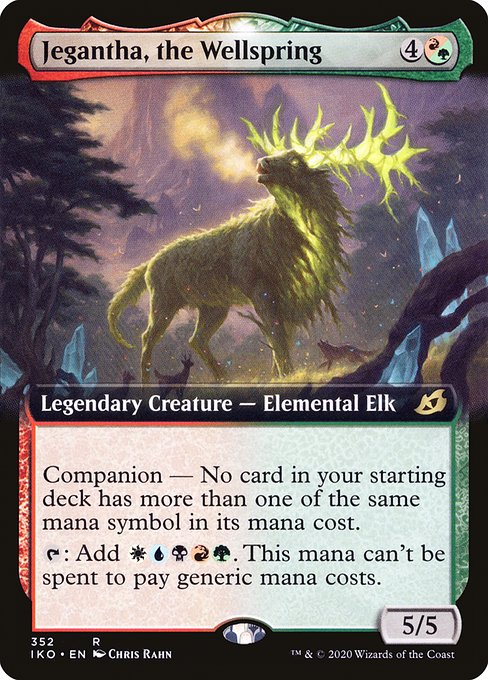 Jegantha, the Wellspring 4
Legendary Creature — Elemental Elk
Companion — No card in your starting
deck has more than one of the same
mana symbol in its mana cost.
: Add . This mana can't be
spent to pay generic mana costs.
5/5
352 R
IKO • EN Chris Rahn
™ & © 2020 Wizards of the Coast